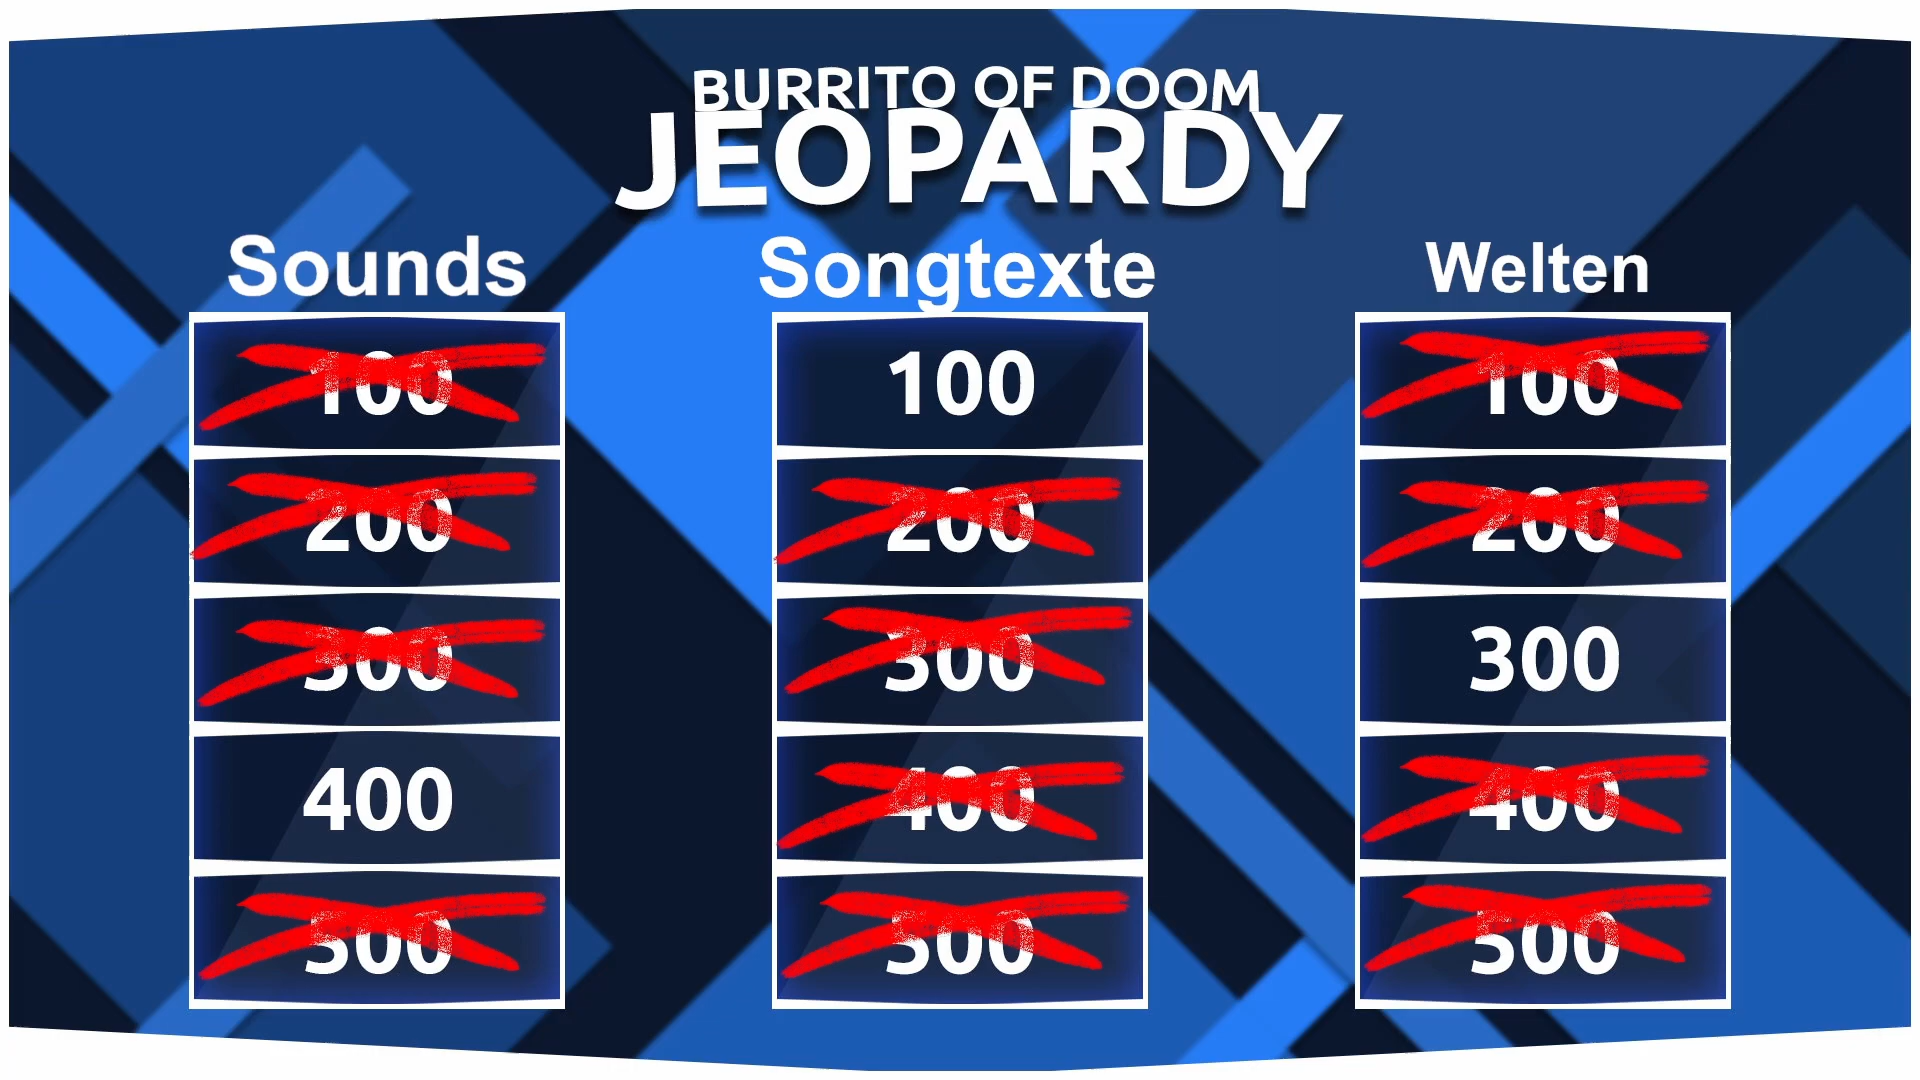 BURRITO OF DOOM
JEOPARDY
Sounds Songtexte Welten
100 100 100
200 200 200
300 300 300
400 400 400
500 500 500